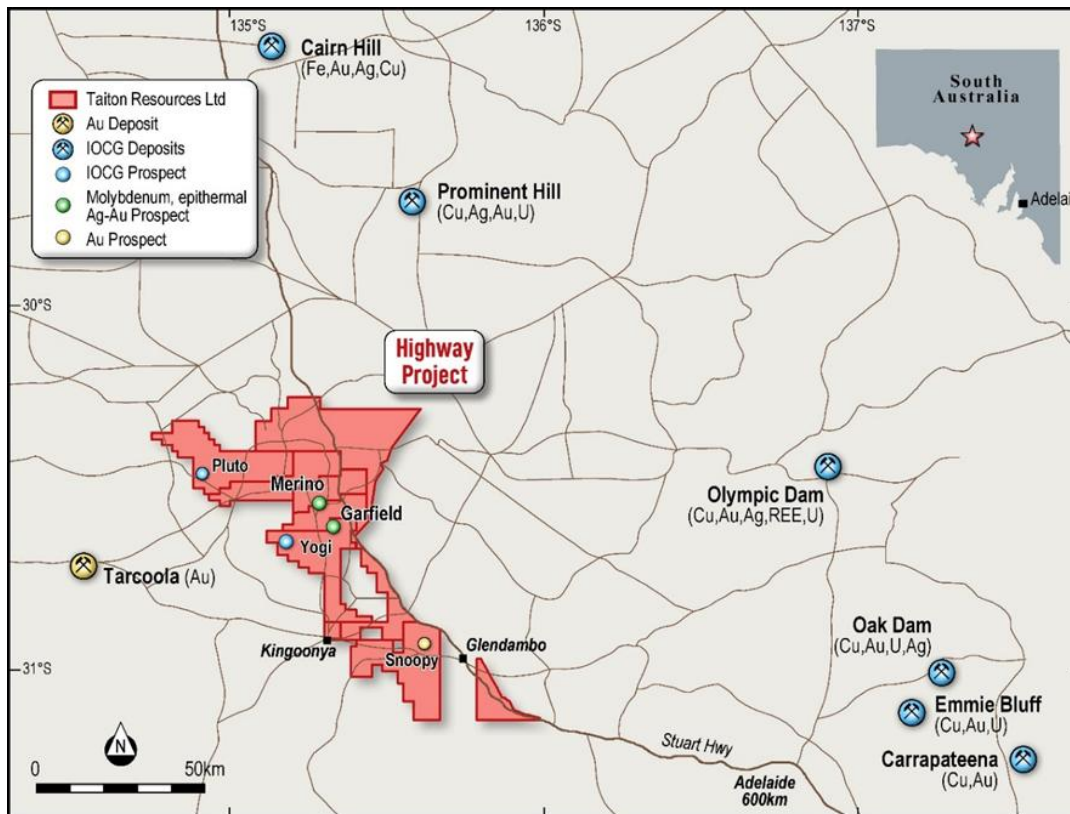 135°S
136°S
137°S
Cairn Hill
(Fe,Au,Ag,Cu)
South
Australia
Adelai
Taiton Resources Ltd
Au Deposit
IOCG Deposits
IOCG Prospect
Molybdenum, epithermal
Ag-Au Prospect
Au Prospect
Prominent Hill
(Cu,Ag,Au,U)
30°S
Highway
Project
Pluto
Merino
Garfield
Yogi
Olympic Dam
(Cu,Au,Ag,REE,U)
Tarcoola (Au)
Oak Dam
(Cu,Au,U,Ag)
Kingoonya
Snoopy
Glendambo
31°S
Emmie Bluff
(Cu,Au,U)
Carrapateena
(Cu,Au)
Stuart Hwy
Adelaide
600km
N
0
50km